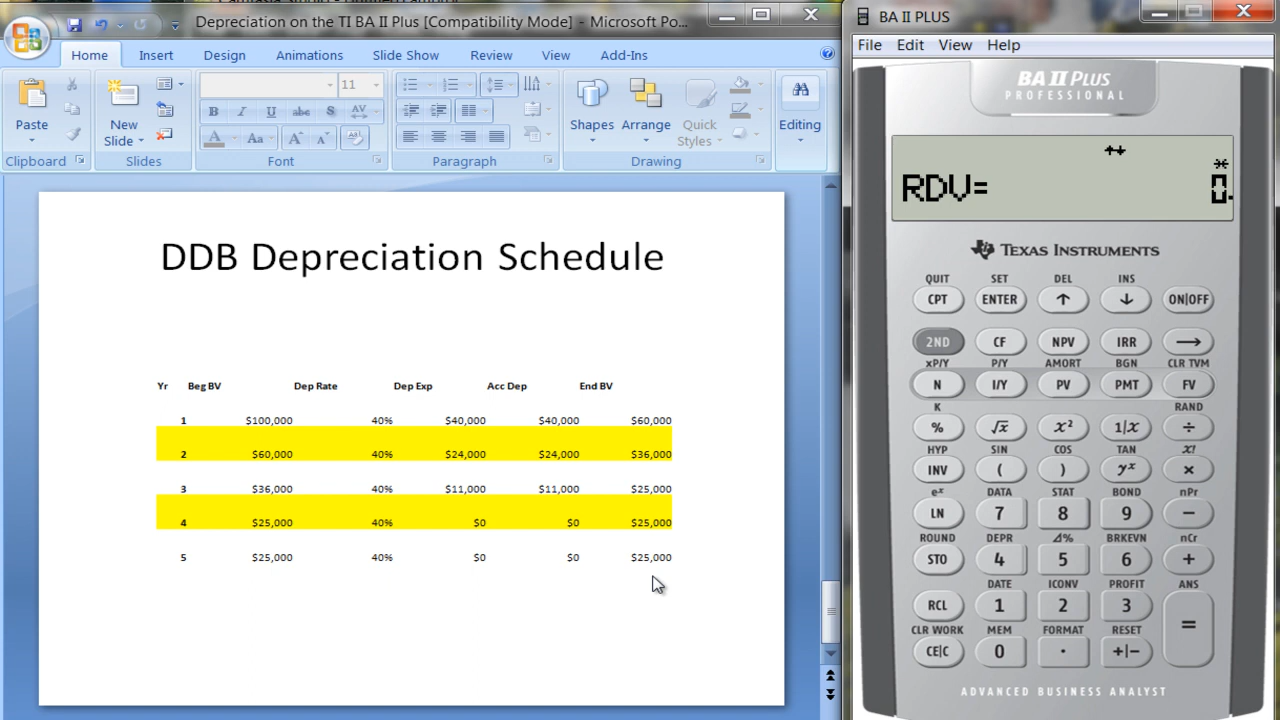 Depreciation on the TI BA II Plus [Compatibility Mode] - Microsoft Po...
Home Insert Design Animations Slide Show Review View Add-Ins
11
Paste New Slide Shapes Arrange Quick Styles Editing
B I U abc S AV
A Aa A A
Clipboard Slides Font Paragraph Drawing
DDB Depreciation Schedule
Yr Beg BV Dep Rate Dep Exp Acc Dep End BV
1 $100,000 40% $40,000 $40,000 $60,000
2 $60,000 40% $24,000 $24,000 $36,000
3 $36,000 40% $11,000 $11,000 $25,000
4 $25,000 40% $0 $0 $25,000
5 $25,000 40% $0 $0 $25,000
BA II PLUS
File Edit View Help
BA II PLUS
PROFESSIONAL
RDV= 0.
TEXAS INSTRUMENTS
QUIT SET DEL INS
CPT ENTER ↑ ↓ ON|OFF
2ND CF NPV IRR →
xP/Y P/Y AMORT BGN CLR TVM
N I/Y PV PMT FV
K RAND
% √x x² 1/x ÷
HYP SIN COS TAN x!
INV ( ) yˣ ×
eˣ DATA STAT BOND nPr
LN 7 8 9 −
ROUND DEPR Δ% BRKEVN nCr
STO 4 5 6 +
DATE ICONV PROFIT ANS
RCL 1 2 3 =
CLR WORK MEM FORMAT RESET
CE|C 0 . +|−
ADVANCED BUSINESS ANALYST